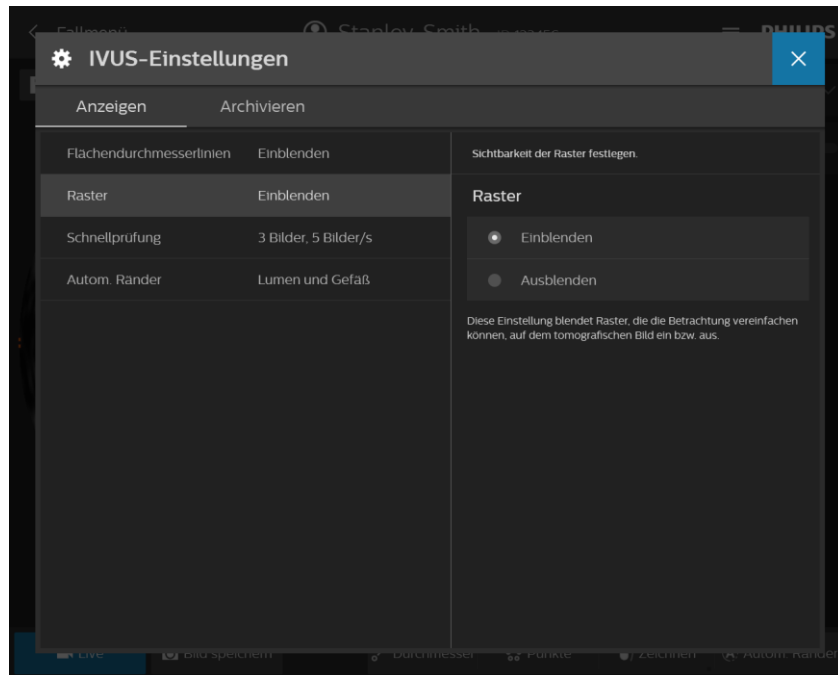 Fallmenü Stanley Smith PHILIPS
IVUS-Einstellungen
Anzeigen Archivieren
Flächendurchmesserlinien Einblenden
Raster Einblenden
Schnellprüfung 3 Bilder, 5 Bilder/s
Autom. Ränder Lumen und Gefäß
Sichtbarkeit der Raster festlegen.
Raster
Einblenden
Ausblenden
Diese Einstellung blendet Raster, die die Betrachtung vereinfachen
können, auf dem tomografischen Bild ein bzw. aus.
Live Bild speichern Durchmesser Punkte Zeichnen Autom. Ränder